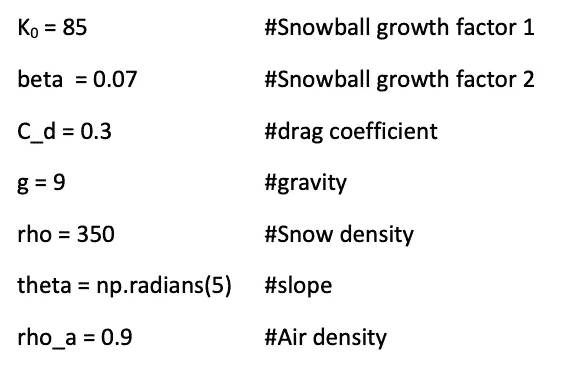 K₀ = 85 #Snowball growth factor 1
beta = 0.07 #Snowball growth factor 2
C_d = 0.3 #drag coefficient
g = 9 #gravity
rho = 350 #Snow density
theta = np.radians(5) #slope
rho_a = 0.9 #Air density